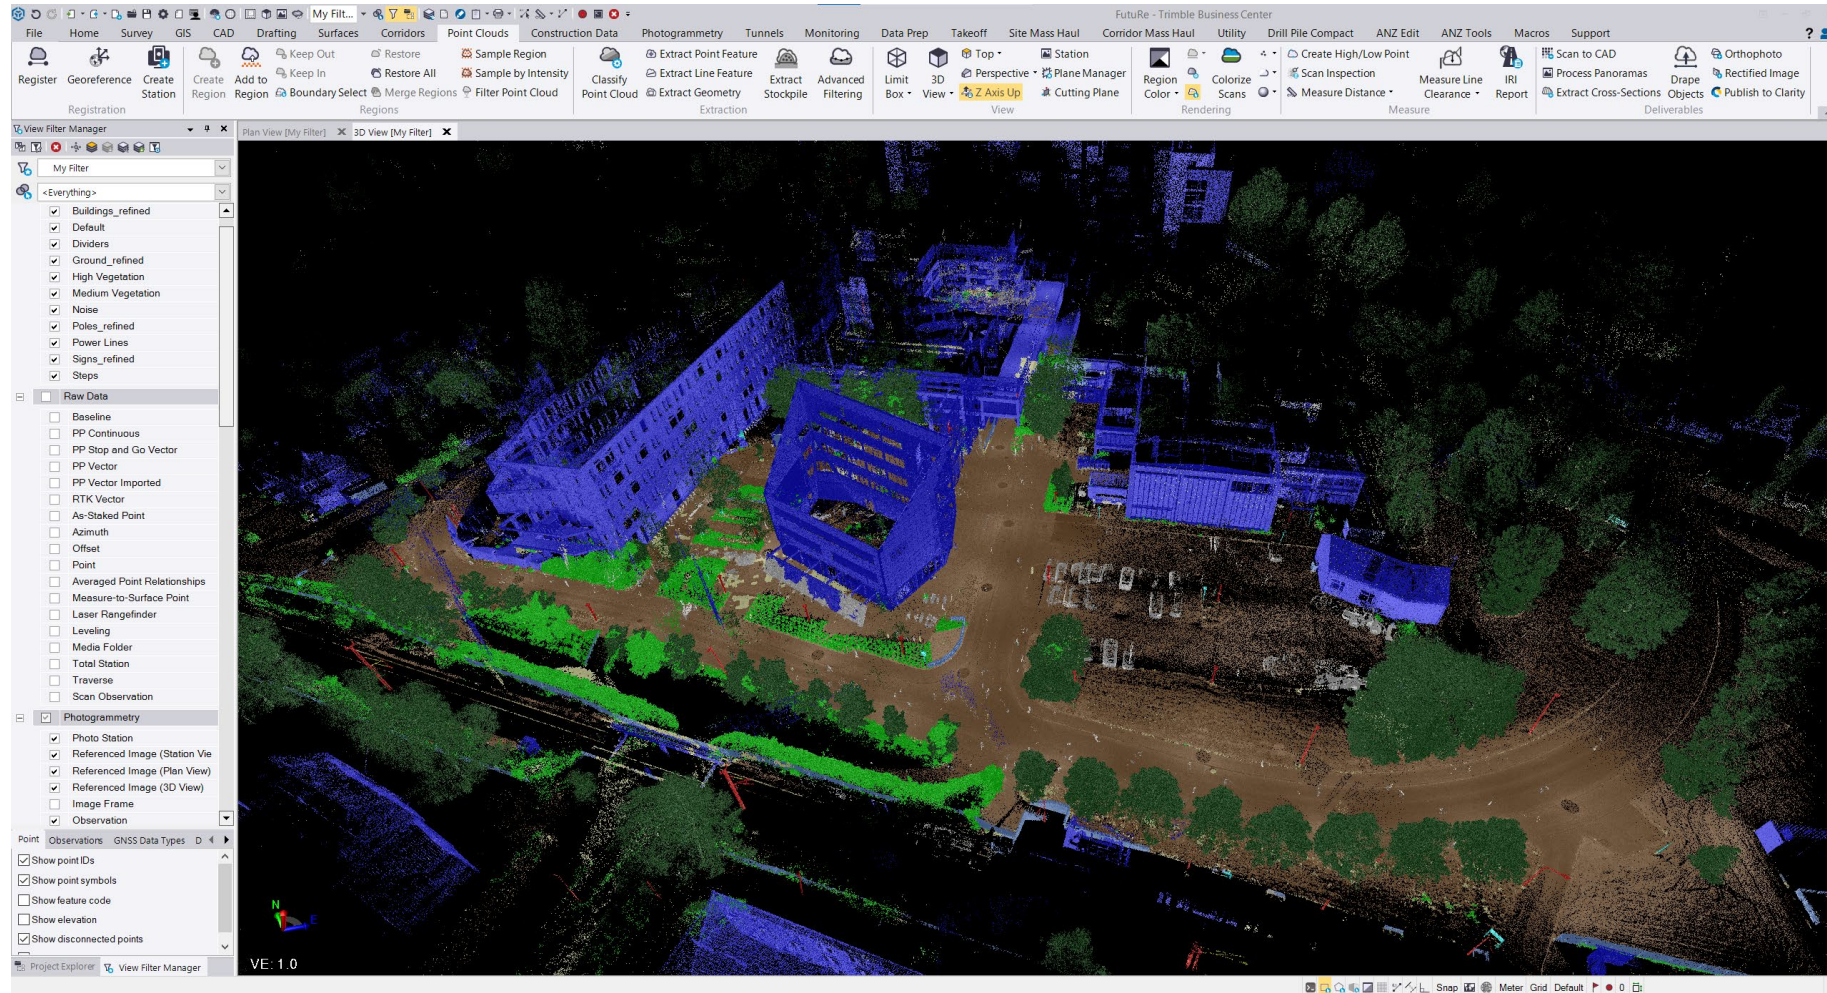 My Filt...
FutuRe - Trimble Business Center
File Home Survey GIS CAD Drafting Surfaces Corridors Point Clouds Construction Data Photogrammetry Tunnels Monitoring Data Prep Takeoff Site Mass Haul Corridor Mass Haul Utility Drill Pile Compact ANZ Edit ANZ Tools Macros Support ?
Register Georeference Create Station
Registration
Create Region Add to Region Keep Out Keep In Boundary Select Restore Restore All Merge Regions Sample Region Sample by Intensity Filter Point Cloud
Regions
Classify Point Cloud Extract Point Feature Extract Line Feature Extract Geometry Extract Stockpile Advanced Filtering
Extraction
Limit Box 3D View Top Perspective Z Axis Up Station Plane Manager Cutting Plane
View
Region Color Colorize Scans
Rendering
Create High/Low Point Scan Inspection Measure Distance Measure Line Clearance IRI Report
Measure
Scan to CAD Process Panoramas Extract Cross-Sections Drape Objects Orthophoto Rectified Image Publish to Clarity
Deliverables
View Filter Manager
Plan View [My Filter] 3D View [My Filter]
My Filter
<Everything>
Buildings_refined
Default
Dividers
Ground_refined
High Vegetation
Medium Vegetation
Noise
Poles_refined
Power Lines
Signs_refined
Steps
Raw Data
Baseline
PP Continuous
PP Stop and Go Vector
PP Vector
PP Vector Imported
RTK Vector
As-Staked Point
Azimuth
Offset
Point
Averaged Point Relationships
Measure-to-Surface Point
Laser Rangefinder
Leveling
Media Folder
Total Station
Traverse
Scan Observation
Photogrammetry
Photo Station
Referenced Image (Station Vie
Referenced Image (Plan View)
Referenced Image (3D View)
Image Frame
Observation
Point Observations GNSS Data Types D
Show point IDs
Show point symbols
Show feature code
Show elevation
Show disconnected points
Project Explorer View Filter Manager
N
E
VE: 1.0
Snap Meter Grid Default 0